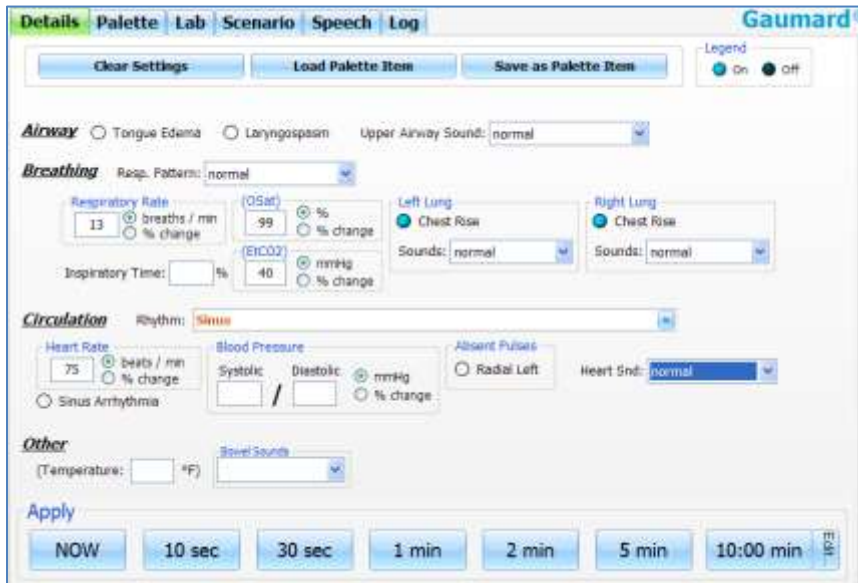 Details Palette Lab Scenario Speech Log Gaumard
Legend
Clear Settings Load Palette Item Save as Palette Item On Off
Airway Tongue Edema Laryngospasm Upper Airway Sound: normal
Breathing Resp. Pattern: normal
Respiratory Rate (OSat) Left Lung Right Lung
13 breaths / min 99 % Chest Rise Chest Rise
% change % change
(EtCO2) Sounds: normal Sounds: normal
Inspiratory Time: % 40 mmHg
% change
Circulation Rhythm: Sinus
Heart Rate Blood Pressure Absent Pulses
75 beats / min Systolic Diastolic mmHg Radial Left Heart Snd: normal
% change / % change
Sinus Arrhythmia
Other
Bowel Sounds
(Temperature: °F)
Apply
NOW 10 sec 30 sec 1 min 2 min 5 min 10:00 min Edit...